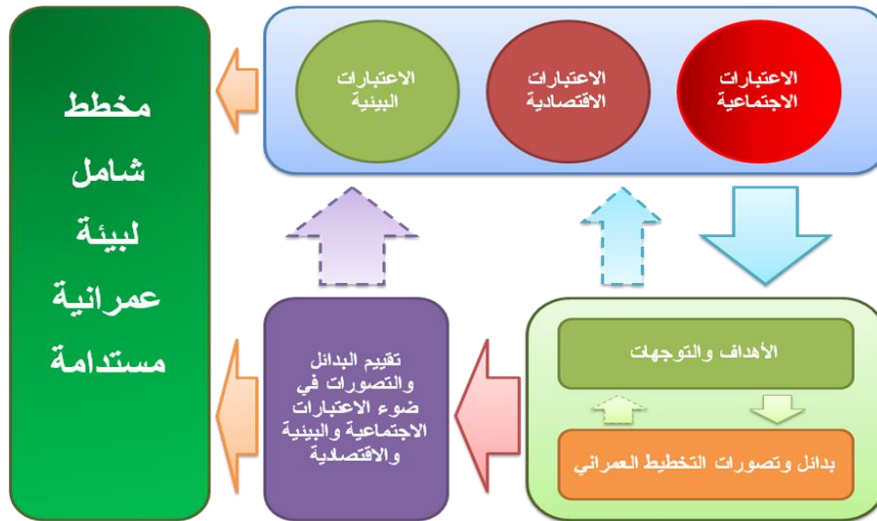 الاعتبارات
الاجتماعية
الاعتبارات
الاقتصادية
الاعتبارات
البيئية
مخطط
شامل
لبيئة
عمرانية
مستدامة
الأهداف والتوجهات
بدائل وتصورات التخطيط العمراني
تقييم البدائل
والتصورات في
ضوء الاعتبارات
الاجتماعية والبيئية
والاقتصادية